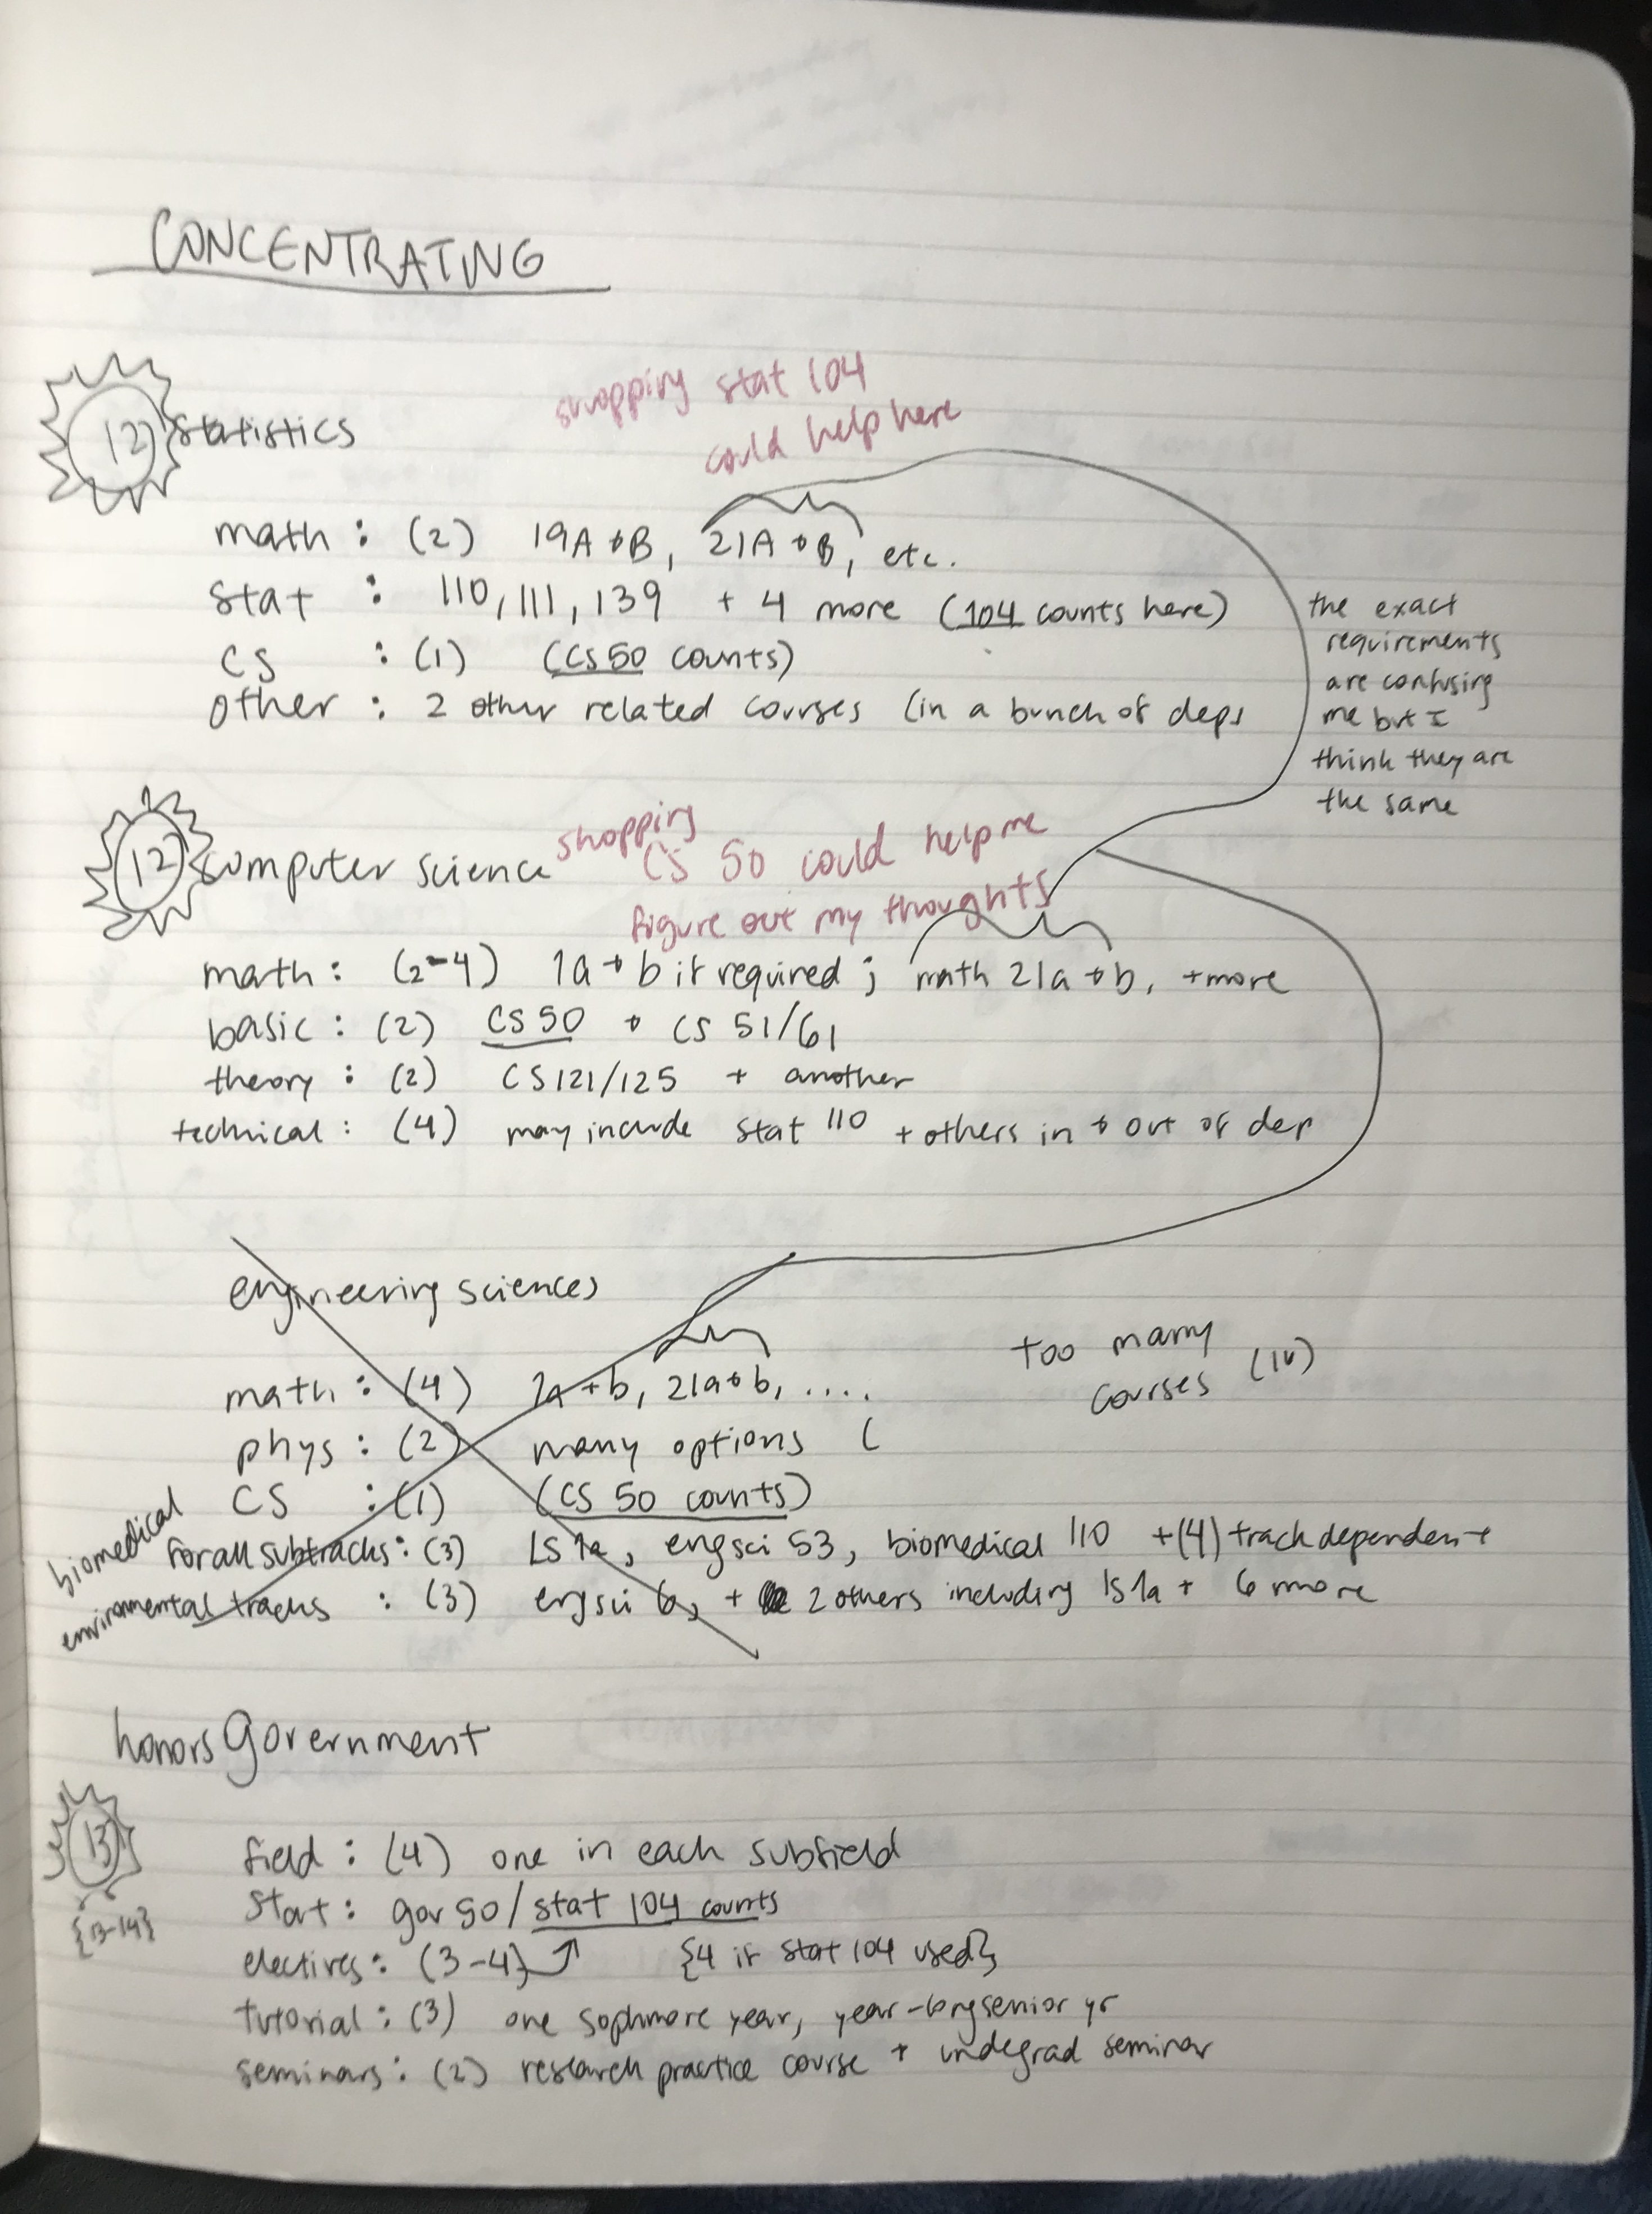 CONCENTRATING
shopping stat 104
could help here
12 statistics
math : (2) 19A + B, 21A + B, etc.
stat : 110, 111, 139 + 4 more (104 counts here)
CS : (1) (CS 50 counts)
other : 2 other related courses (in a bunch of deps
the exact
requirements
are confusing
me but I
think they are
the same
12 computer science
shopping
CS 50 could help me
figure out my thoughts
math : (2-4) 1a + b if required ; math 21a + b, + more
basic : (2) CS 50 + CS 51/61
theory : (2) CS 121/125 + another
technical : (4) may include stat 110 + others in + out of dep
engineering sciences
too many
courses
math : (4) 1a + b, 21a + b, ....
phys : (2) many options (
CS : (1) (CS 50 counts)
biomedical
for all subtracks : (3) LS 1a, eng sci 53, biomedical 110 + (4) track dependent
environmental tracks : (3) eng sci 6, + 2 others including ls 1a + 6 more
honors Government
13
{13-14}
field : (4) one in each subfield
stat : gov 50 / stat 104 counts
electives : (3-4) {4 if stat 104 used}
tutorial : (3) one sophmore year, year-long senior yr
seminars : (2) research practice course + undegrad seminar